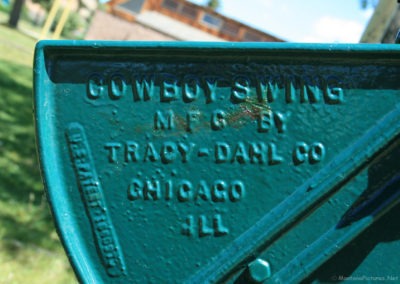 COWBOY SWING
MFG BY
TRACY-DAHL CO
CHICAGO
ILL
© MontanaPictures.Net